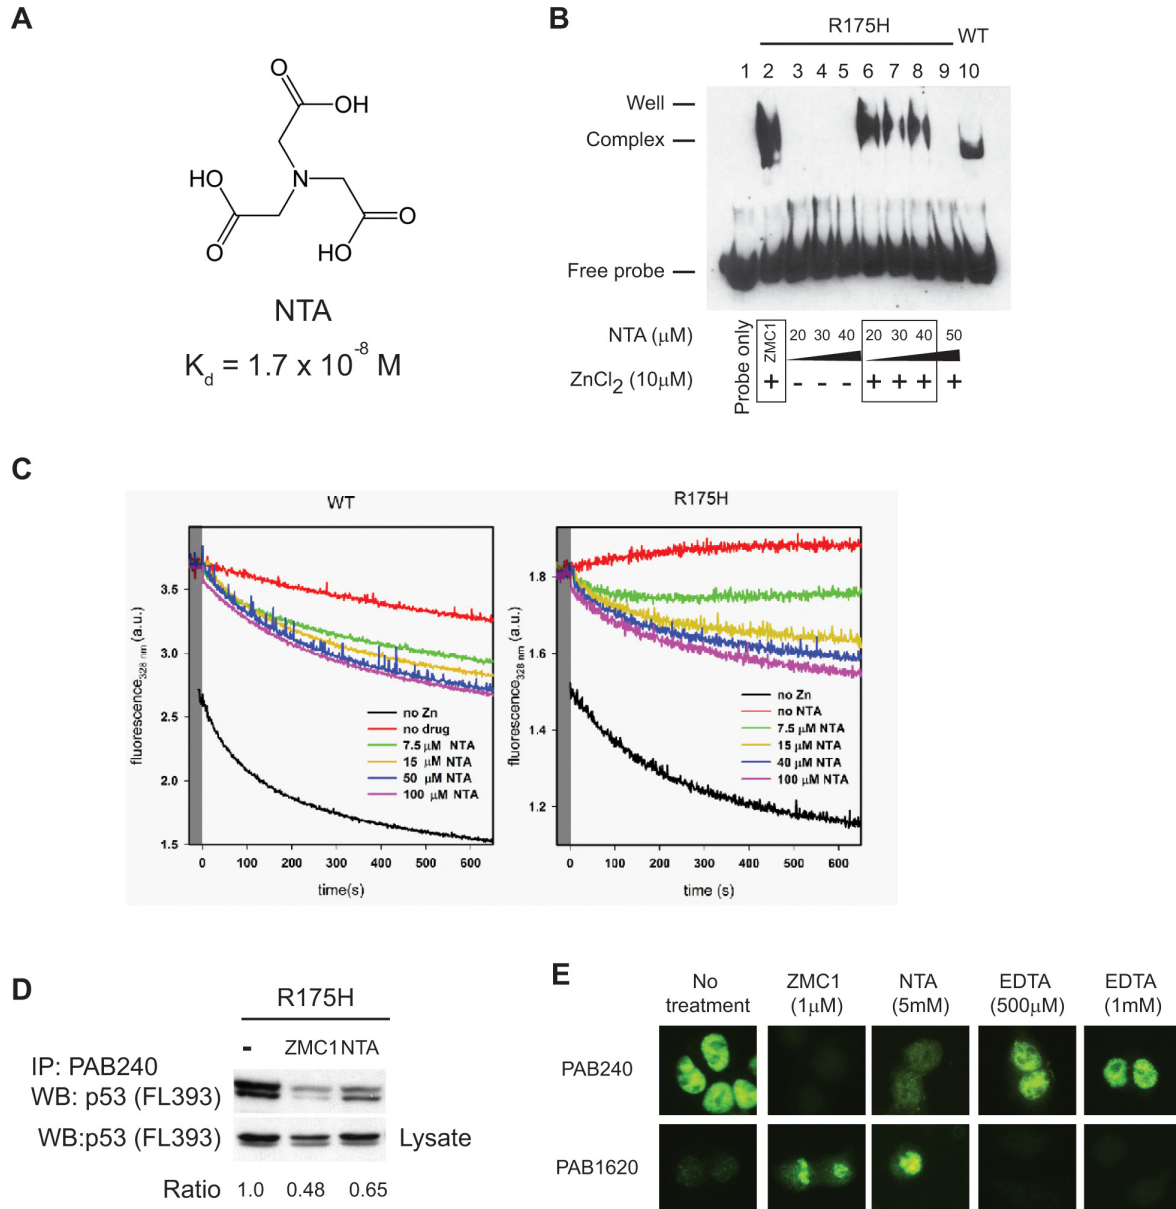 A
O
OH
HO
N
O
O
HO
NTA
K_d = 1.7 x 10^-8 M
B
R175H
WT
1 2 3 4 5 6 7 8 9 10
Well
Complex
Free probe
NTA (μM)
Probe only
ZMC1
20 30 40 20 30 40 50
ZnCl2 (10μM)
+ - - - + + + +
C
WT
fluorescence328 nm (a.u.)
3.5
3.0
2.5
2.0
1.5
no Zn
no drug
7.5 μM NTA
15 μM NTA
50 μM NTA
100 μM NTA
0 100 200 300 400 500 600
time(s)
R175H
fluorescence328 nm (a.u.)
1.8
1.6
1.4
1.2
no Zn
no NTA
7.5 μM NTA
15 μM NTA
40 μM NTA
100 μM NTA
0 100 200 300 400 500 600
time (s)
D
R175H
- ZMC1 NTA
IP: PAB240
WB: p53 (FL393)
WB:p53 (FL393)
Lysate
Ratio 1.0 0.48 0.65
E
No treatment
ZMC1 (1μM)
NTA (5mM)
EDTA (500μM)
EDTA (1mM)
PAB240
PAB1620